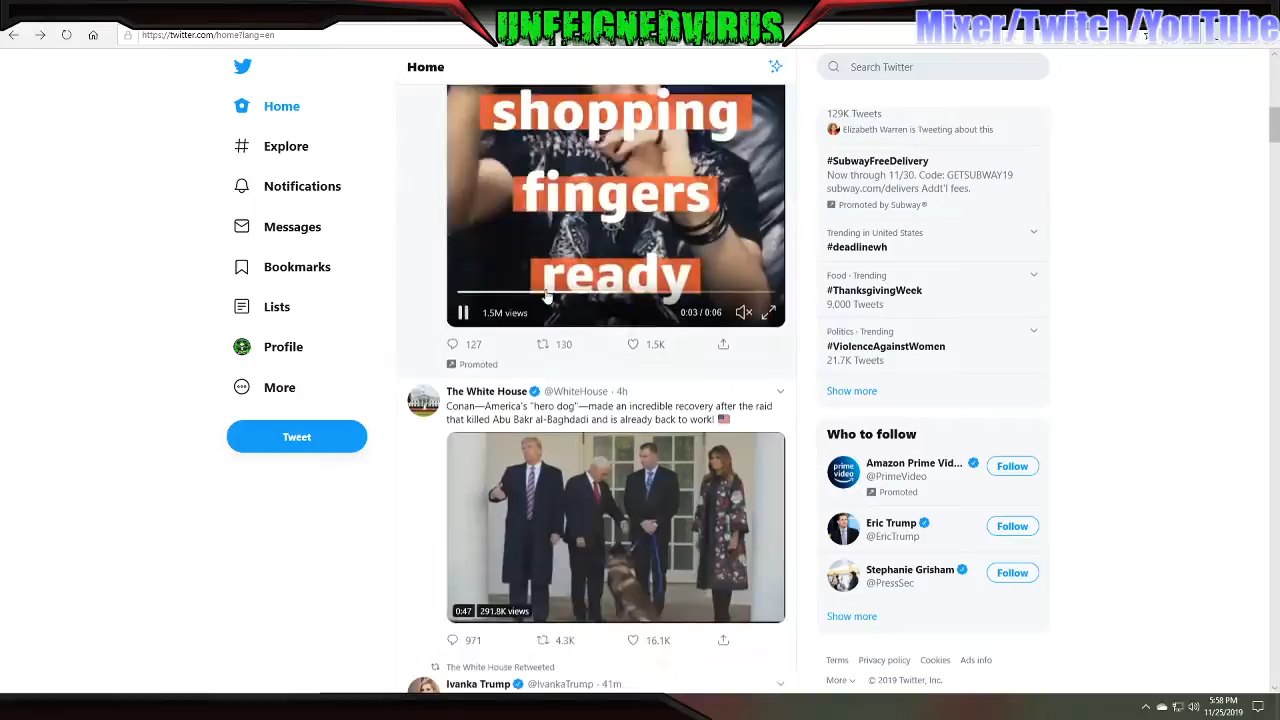 UNFEIGNEDVIRUS
Mixer/Twitch/YouTube
https://twitter.com/home?lang=en
Home
Explore
Notifications
Messages
Bookmarks
Lists
Profile
More
Tweet
Home
shopping
fingers
ready
1.5M views
0:03 / 0:06
127
130
1.5K
Promoted
The White House @WhiteHouse · 4h
Conan—America's "hero dog"—made an incredible recovery after the raid
that killed Abu Bakr al-Baghdadi and is already back to work!
0:47 291.8K views
971
4.3K
16.1K
The White House Retweeted
Ivanka Trump @IvankaTrump · 41m
Search Twitter
129K Tweets
Elizabeth Warren is Tweeting about this
#SubwayFreeDelivery
Now through 11/30. Code: GETSUBWAY19
subway.com/delivers Addt'l fees.
Promoted by Subway®
Trending in United States
#deadlinewh
Food · Trending
#ThanksgivingWeek
9,000 Tweets
Politics · Trending
#ViolenceAgainstWomen
21.7K Tweets
Show more
Who to follow
prime video
Amazon Prime Vid...
@PrimeVideo
Promoted
Follow
Eric Trump
@EricTrump
Follow
Stephanie Grisham
@PressSec
Follow
Show more
Terms Privacy policy Cookies Ads info
More © 2019 Twitter, Inc.
5:58 PM
11/25/2019